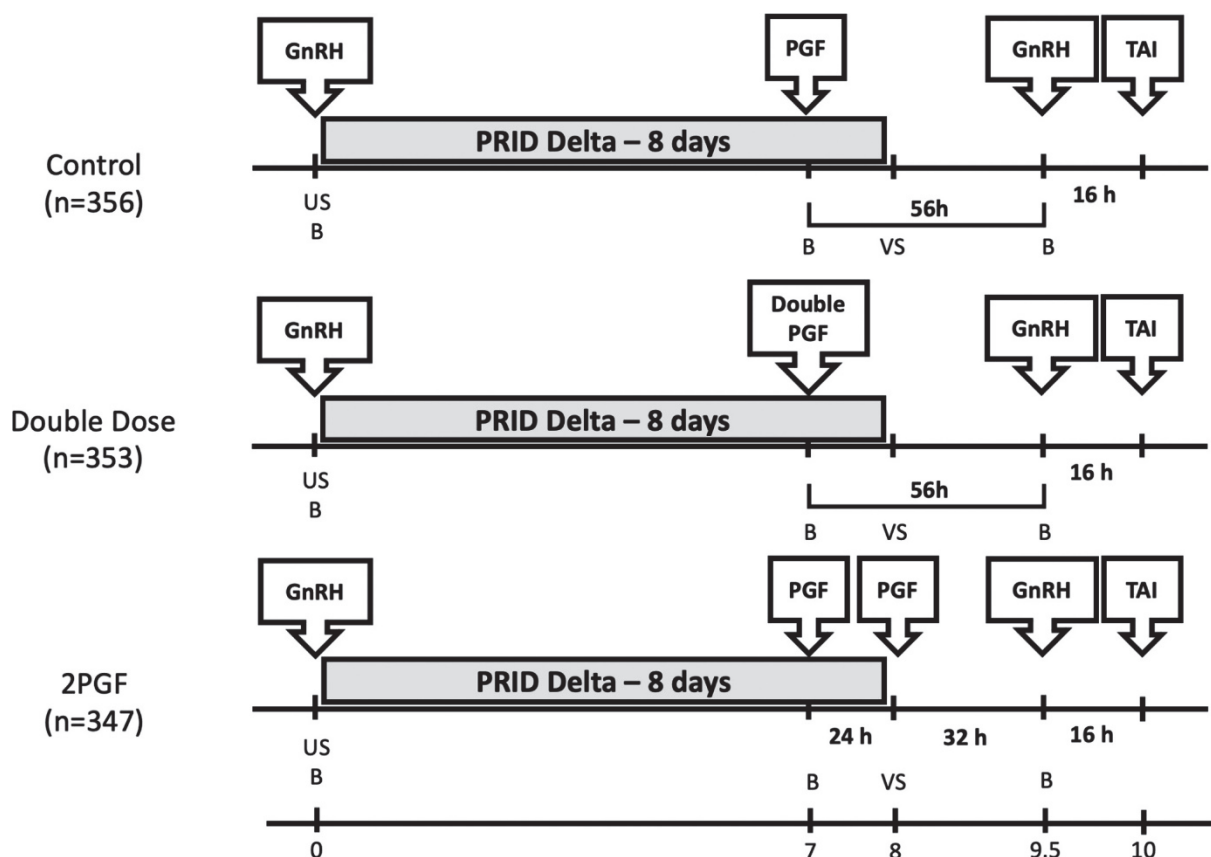 GnRH PGF GnRH TAI
PRID Delta – 8 days
Control
(n=356)
US
B
56h
16 h
B VS B
GnRH Double
PGF GnRH TAI
PRID Delta – 8 days
Double Dose
(n=353)
US
B
56h
16 h
B VS B
GnRH PGF PGF GnRH TAI
PRID Delta – 8 days
2PGF
(n=347)
24 h 32 h 16 h
US
B
B VS B
0 7 8 9.5 10